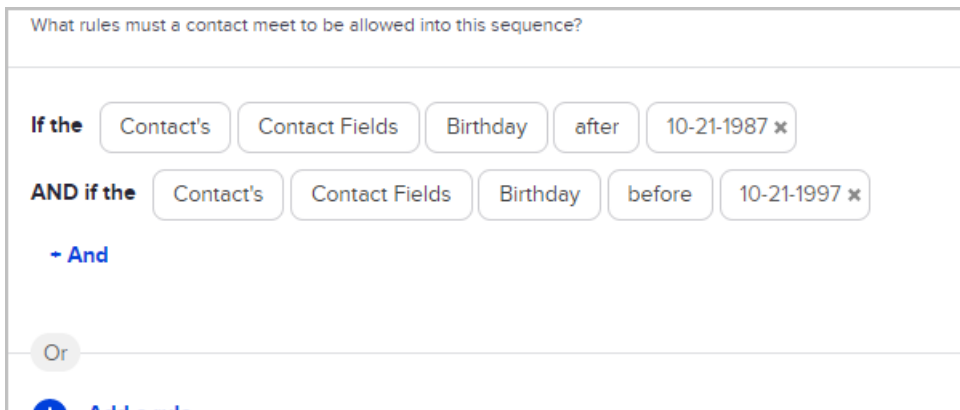 What rules must a contact meet to be allowed into this sequence?
If the Contact's Contact Fields Birthday after 10-21-1987 ×
AND if the Contact's Contact Fields Birthday before 10-21-1997 ×
+ And
Or